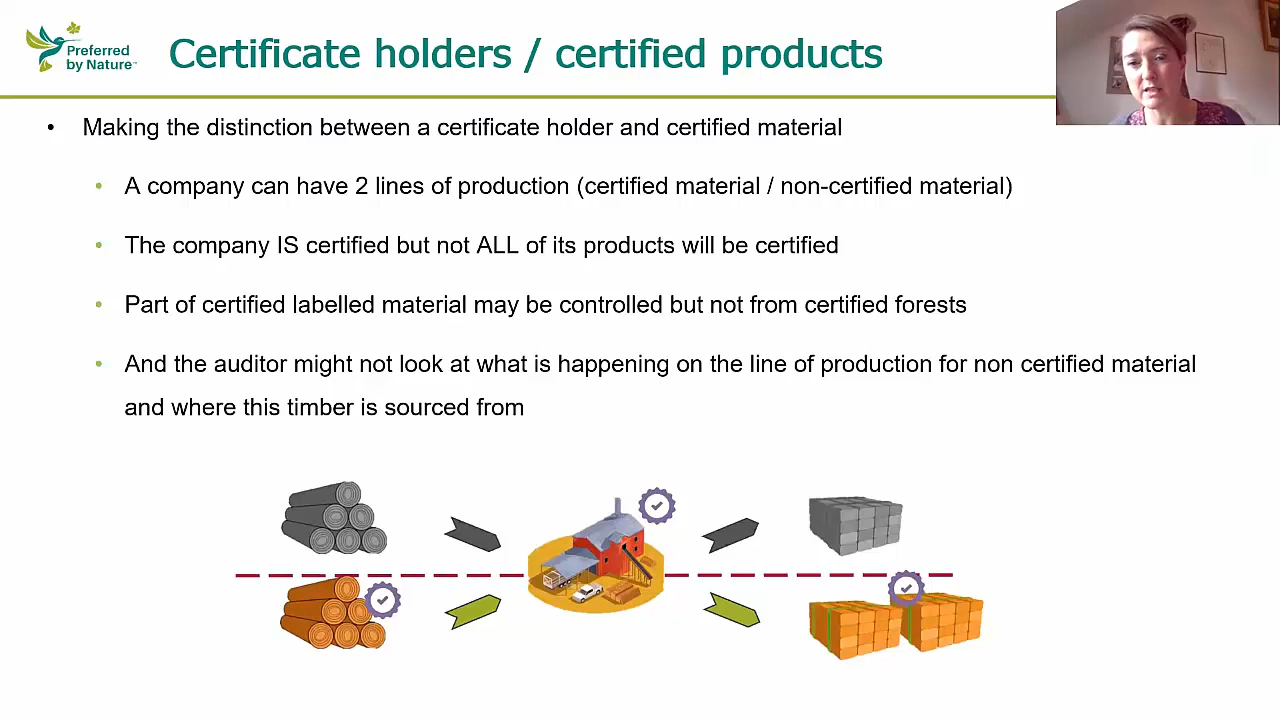 Preferred
by Nature™
Certificate holders / certified products
• Making the distinction between a certificate holder and certified material
• A company can have 2 lines of production (certified material / non-certified material)
• The company IS certified but not ALL of its products will be certified
• Part of certified labelled material may be controlled but not from certified forests
• And the auditor might not look at what is happening on the line of production for non certified material
and where this timber is sourced from